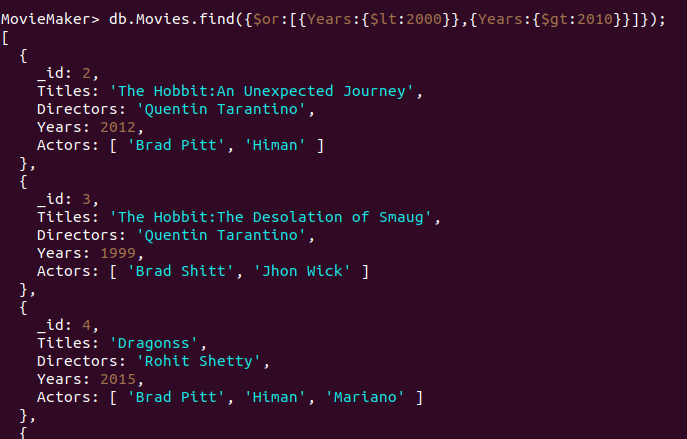 MovieMaker> db.Movies.find({$or:[{Years:{$lt:2000}},{Years:{$gt:2010}}]});
[
  {
    _id: 2,
    Titles: 'The Hobbit:An Unexpected Journey',
    Directors: 'Quentin Tarantino',
    Years: 2012,
    Actors: [ 'Brad Pitt', 'Himan' ]
  },
  {
    _id: 3,
    Titles: 'The Hobbit:The Desolation of Smaug',
    Directors: 'Quentin Tarantino',
    Years: 1999,
    Actors: [ 'Brad Shitt', 'Jhon Wick' ]
  },
  {
    _id: 4,
    Titles: 'Dragonss',
    Directors: 'Rohit Shetty',
    Years: 2015,
    Actors: [ 'Brad Pitt', 'Himan', 'Mariano' ]
  },
  {